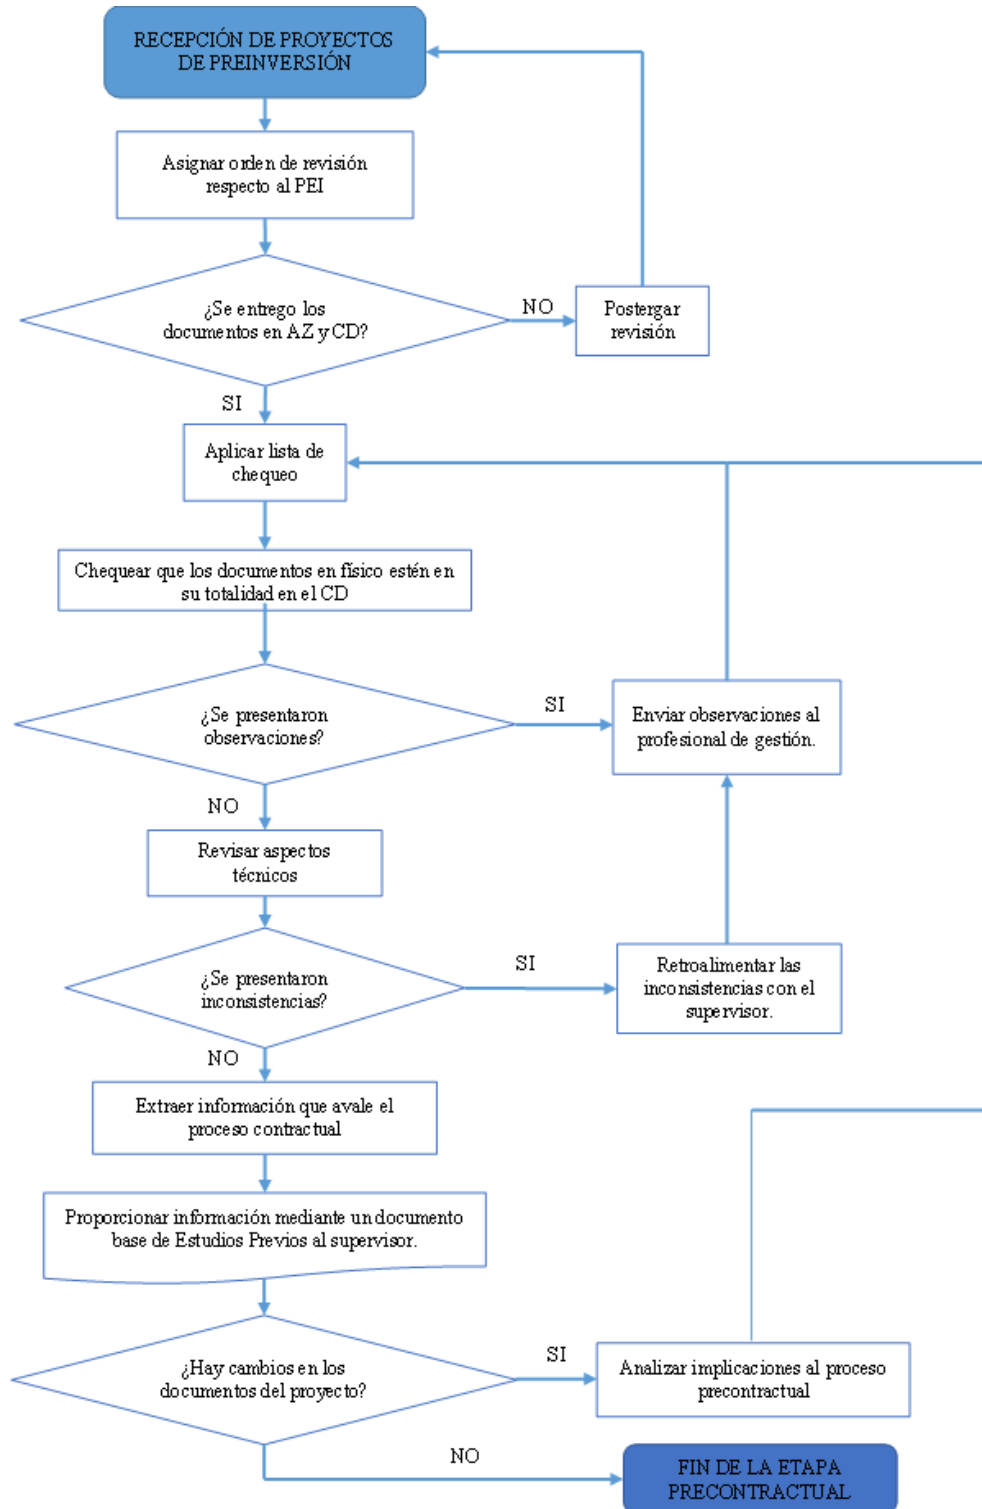 RECEPCIÓN DE PROYECTOS
DE PREINVERSIÓN
Asignar orden de revisión
respecto al PEI
¿Se entrego los
documentos en AZ y CD?
NO
Postergar
revisión
SI
Aplicar lista de
chequeo
Chequear que los documentos en físico estén en
su totalidad en el CD
¿Se presentaron
observaciones?
SI
Enviar observaciones al
profesional de gestión.
NO
Revisar aspectos
técnicos
¿Se presentaron
inconsistencias?
SI
Retroalimentar las
inconsistencias con el
supervisor.
NO
Extraer información que avale el
proceso contractual
Proporcionar información mediante un documento
base de Estudios Previos al supervisor.
¿Hay cambios en los
documentos del proyecto?
SI
Analizar implicaciones al proceso
precontractual
NO
FIN DE LA ETAPA
PRECONTRACTUAL